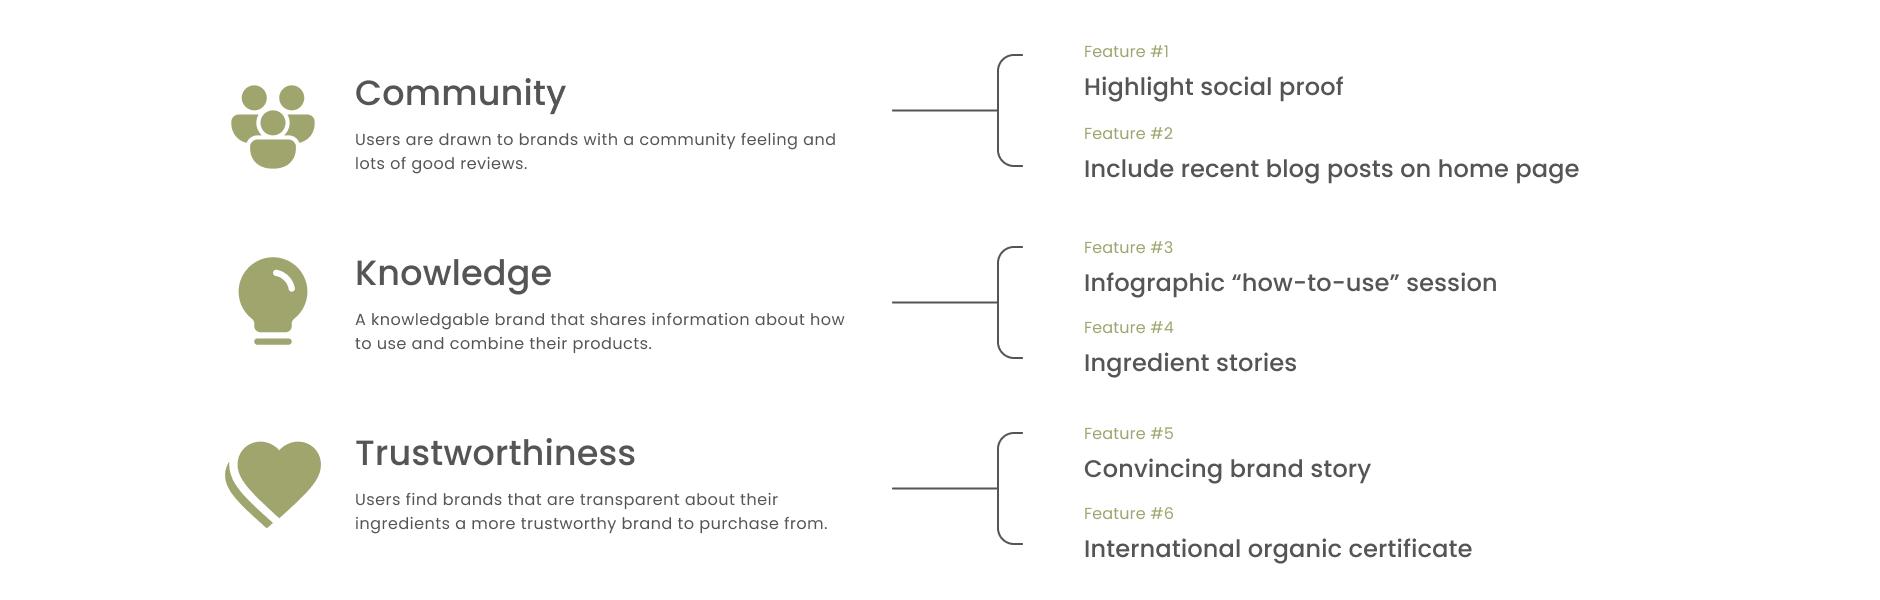 Community
Users are drawn to brands with a community feeling and
lots of good reviews.
Feature #1
Highlight social proof
Feature #2
Include recent blog posts on home page
Knowledge
A knowledgable brand that shares information about how
to use and combine their products.
Feature #3
Infographic “how-to-use” session
Feature #4
Ingredient stories
Trustworthiness
Users find brands that are transparent about their
ingredients a more trustworthy brand to purchase from.
Feature #5
Convincing brand story
Feature #6
International organic certificate